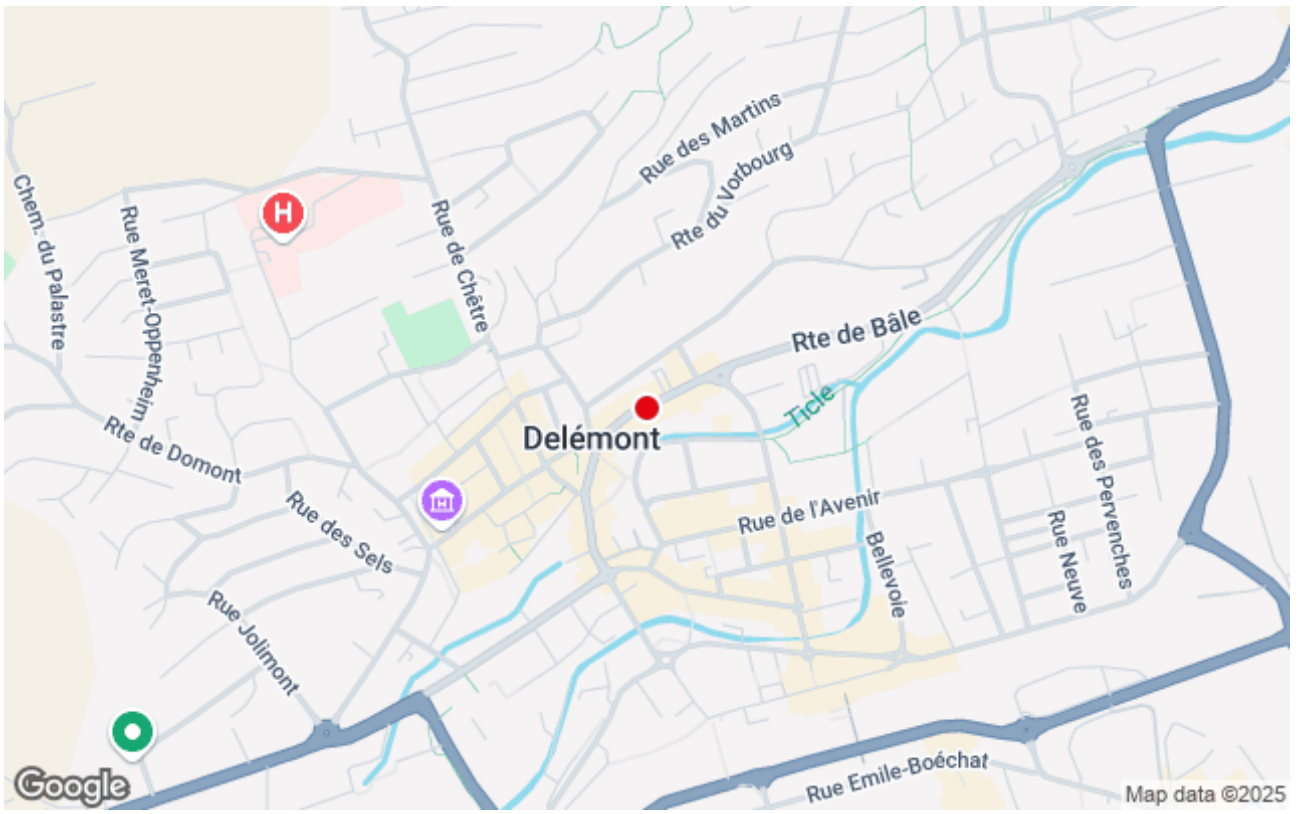 Rue des Martins
Rte du Vorbourg
Chem. du Palastre
Rue Meret-Oppenheim
H
Rue de Chêtre
Rte de Bâle
Ticle
Delémont
Rte de Domont
Rue des Sels
H
Rue de l'Avenir
Rue des Pervenches
Rue Neuve
Bellevoie
Rue Jolimont
Rue Emile-Boéchat
Google
Map data ©2025